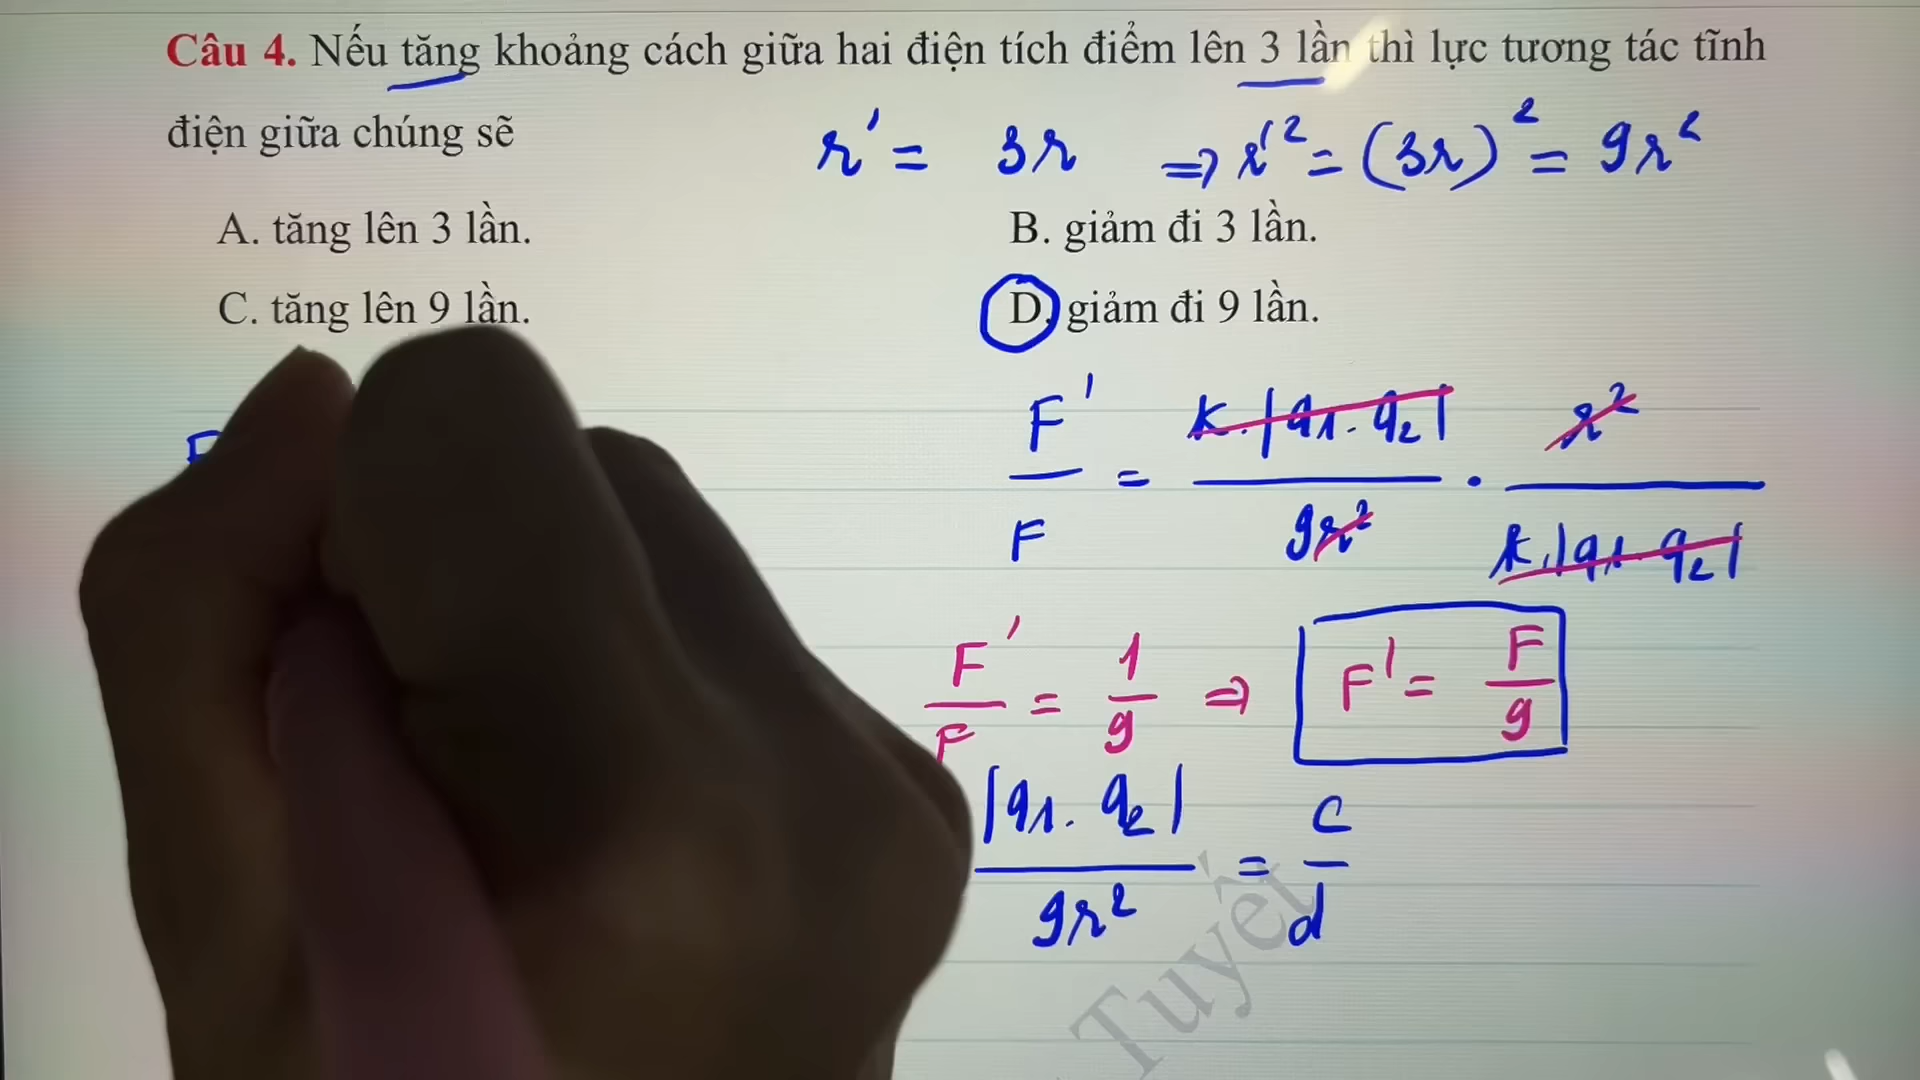 Câu 4. Nếu tăng khoảng cách giữa hai điện tích điểm lên 3 lần thì lực tương tác tĩnh
điện giữa chúng sẽ
r' = 3r ⇒ r'² = (3r)² = 9r²
A. tăng lên 3 lần. B. giảm đi 3 lần.
C. tăng lên 9 lần. D. giảm đi 9 lần.
F
F'/F = k.|q₁.q₂|/9r² . r²/k.|q₁.q₂|
F'/F = 1/9 ⇒ F' = F/9
|q₁.q₂|/9r² = c/d
Tuyết